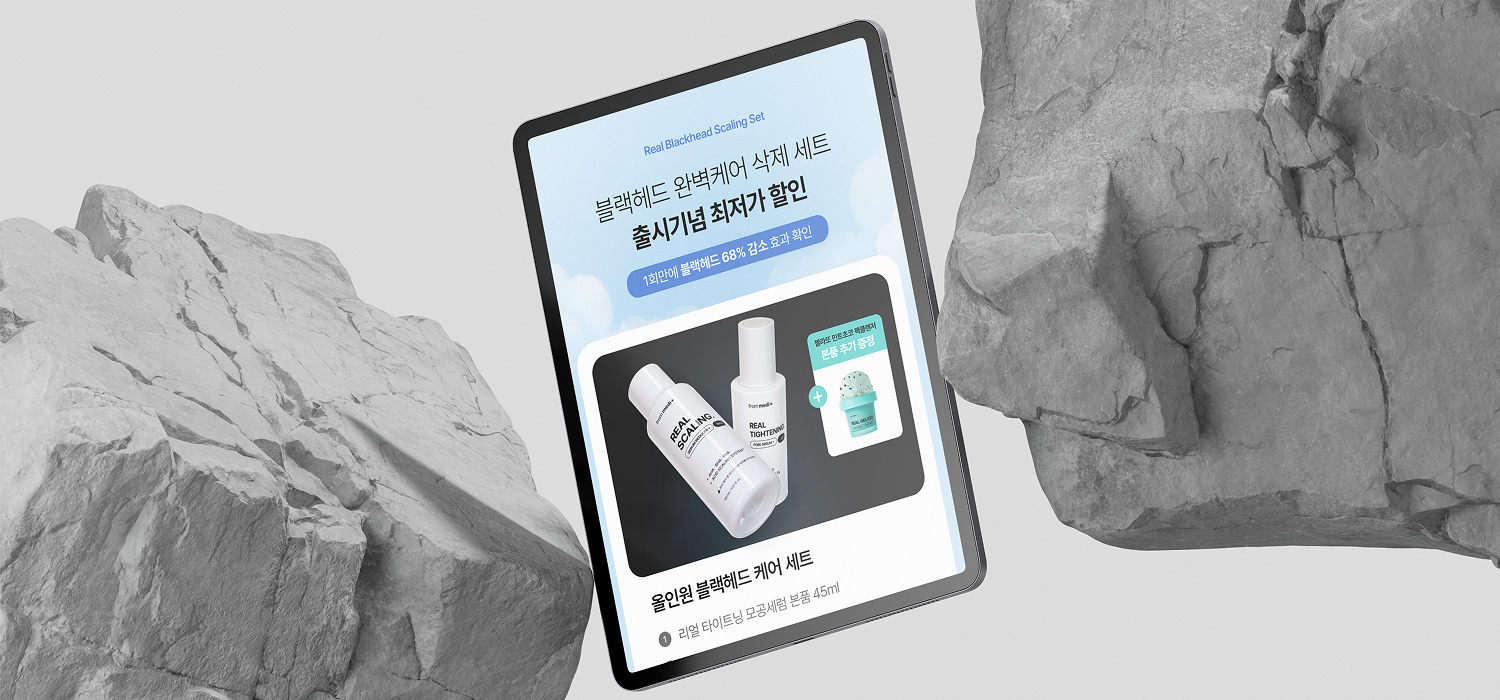 Real Blackhead Scaling Set
블랙헤드 완벽케어 삭제 세트
출시기념 최저가 할인
1회만에 블랙헤드 68% 감소 효과 확인
from medi+
REAL
SCALING.
from medi+
REAL
TIGHTENING
PORE SERUM
젤라또 민트초코 팩클렌저
본품 추가 증정
+
REAL GELATO
올인원 블랙헤드 케어 세트
1 리얼 타이트닝 모공세럼 본품 45ml